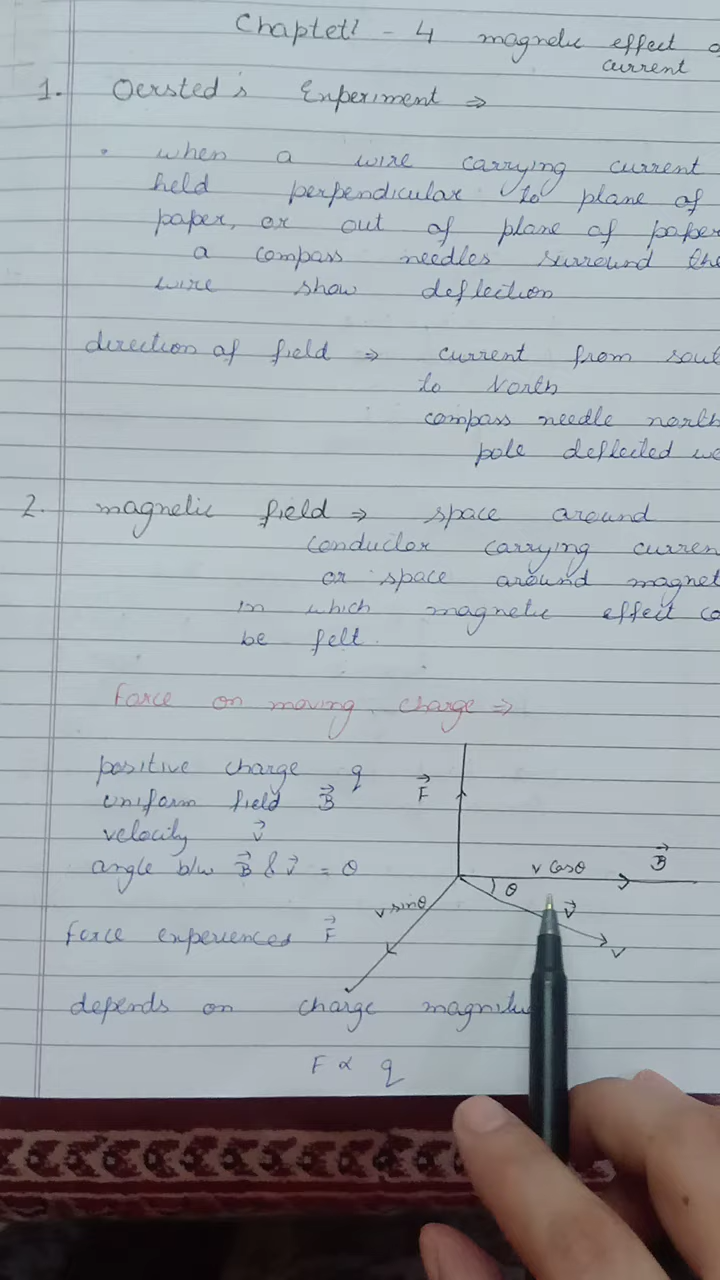 Chapter - 4 magnetic effect
current
1. Oersted's Experiment ⇒
• when a wire carrying current
held perpendicular to plane of
paper, or out of plane of paper
a compass needles surround the
wire show deflection
direction of field ⇒ current from
to North
compass needle north
pole deflected
2. magnetic field ⇒ space around
conductor carrying
or space around magnet
in which magnetic effect
be felt.
Force on moving charge ⇒
positive charge q
uniform field B⃗
velocity v⃗
angle b/w B⃗ & v⃗ = θ
F⃗
v cosθ
B⃗
θ
v⃗
v
v sinθ
force experiences F⃗
depends on charge
F ∝ q